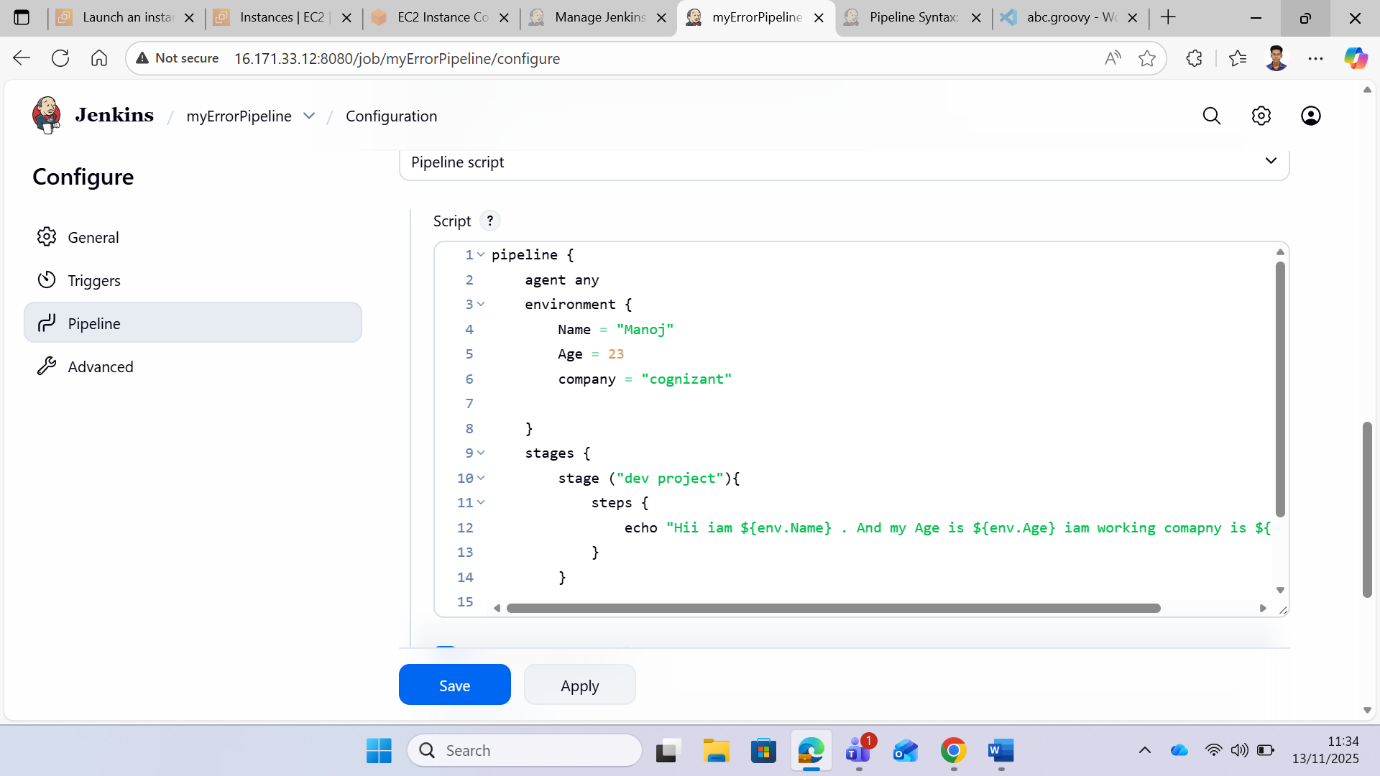 Launch an instan
Instances | EC2 |
EC2 Instance Co
Manage Jenkins
myErrorPipeline
Pipeline Syntax:
abc.groovy - Wo
Not secure
16.171.33.12:8080/job/myErrorPipeline/configure
Jenkins / myErrorPipeline / Configuration
Configure
General
Triggers
Pipeline
Advanced
Pipeline script
Script ?
1 pipeline {
2 agent any
3 environment {
4 Name = "Manoj"
5 Age = 23
6 company = "cognizant"
7
8 }
9 stages {
10 stage ("dev project"){
11 steps {
12 echo "Hii iam ${env.Name} . And my Age is ${env.Age} iam working comapny is ${
13 }
14 }
15
Save
Apply
Search
1
11:34
13/11/2025